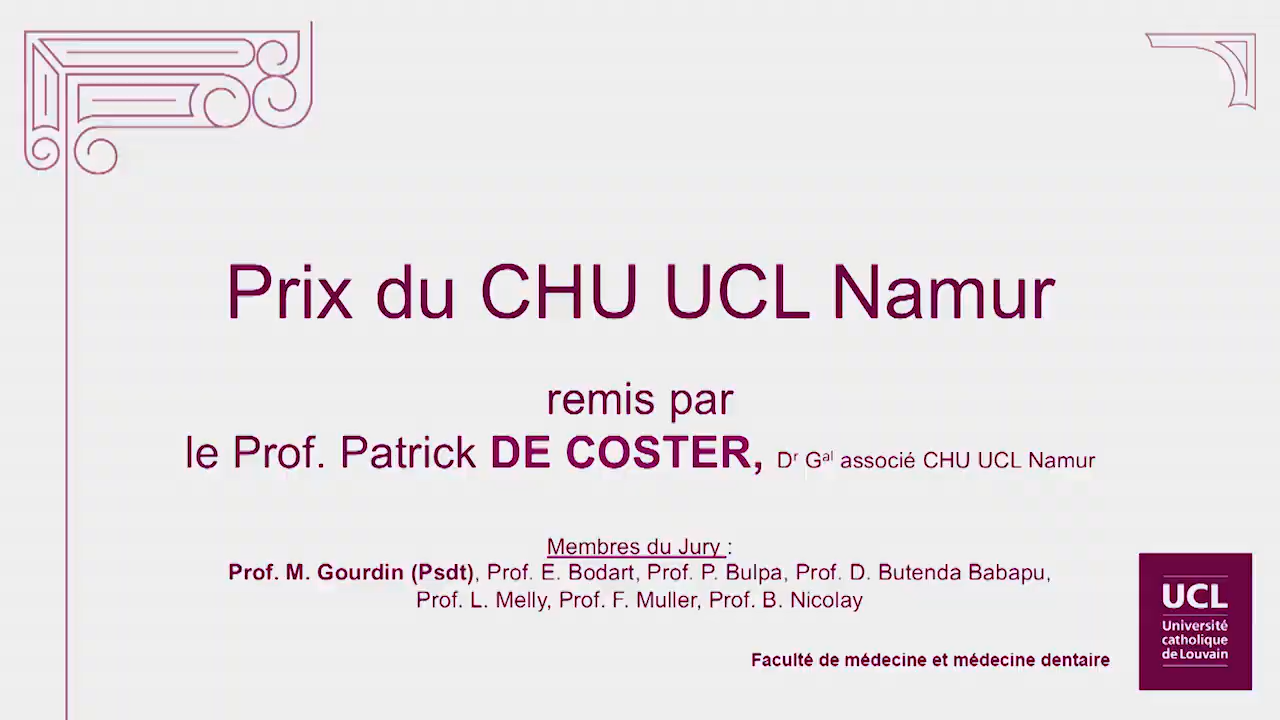 Prix du CHU UCL Namur
remis par
le Prof. Patrick DE COSTER, Dʳ Gᵃˡ associé CHU UCL Namur
Membres du Jury :
Prof. M. Gourdin (Psdt), Prof. E. Bodart, Prof. P. Bulpa, Prof. D. Butenda Babapu,
Prof. L. Melly, Prof. F. Muller, Prof. B. Nicolay
Faculté de médecine et médecine dentaire
UCL
Université
catholique
de Louvain